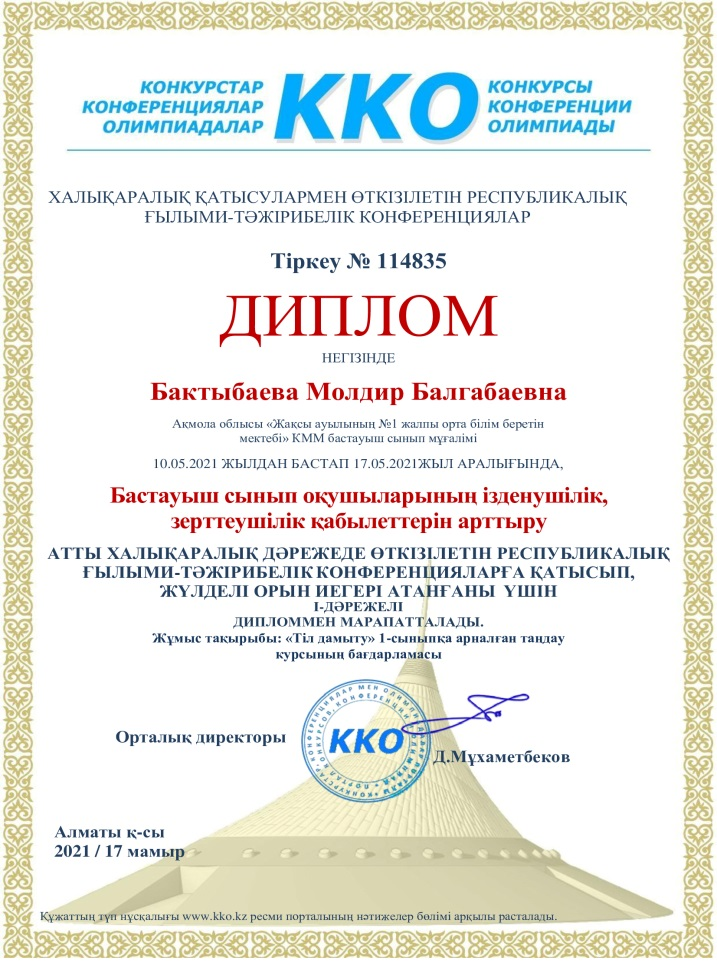 КОНКУРСТАР
КОНФЕРЕНЦИЯЛАР
ОЛИМПИАДАЛАР
ККО
КОНКУРСЫ
КОНФЕРЕНЦИИ
ОЛИМПИАДЫ
ХАЛЫҚАРАЛЫҚ ҚАТЫСУЛАРМЕН ӨТКІЗІЛЕТІН РЕСПУБЛИКАЛЫҚ
ҒЫЛЫМИ-ТӘЖІРИБЕЛІК КОНФЕРЕНЦИЯЛАР
Тіркеу № 114835
ДИПЛОМ
НЕГІЗІНДЕ
Бактыбаева Молдир Балгабаевна
Ақмола облысы «Жақсы ауылының №1 жалпы орта білім беретін
мектебі» КММ бастауыш сынып мұғалімі
10.05.2021 ЖЫЛДАН БАСТАП 17.05.2021ЖЫЛ АРАЛЫҒЫНДА,
Бастауыш сынып оқушыларының ізденушілік,
зерттеушілік қабылеттерін арттыру
АТТЫ ХАЛЫҚАРАЛЫҚ ДӘРЕЖЕДЕ ӨТКІЗІЛЕТІН РЕСПУБЛИКАЛЫҚ
ҒЫЛЫМИ-ТӘЖІРИБЕЛІК КОНФЕРЕНЦИЯЛАРҒА ҚАТЫСЫП,
ЖҮЛДЕЛІ ОРЫН ИЕГЕРІ АТАНҒАНЫ ҮШІН
І-ДӘРЕЖЕЛІ
ДИПЛОММЕН МАРАПАТТАЛАДЫ.
Жұмыс тақырыбы: «Тіл дамыту» 1-сыныпқа арналған таңдау
курсының бағдарламасы
Орталық директоры
ККО
Д.Мұхаметбеков
Алматы қ-сы
2021 / 17 мамыр
Құжаттың түп нұсқалығы www.kko.kz ресми порталының нәтижелер бөлімі арқылы расталады.